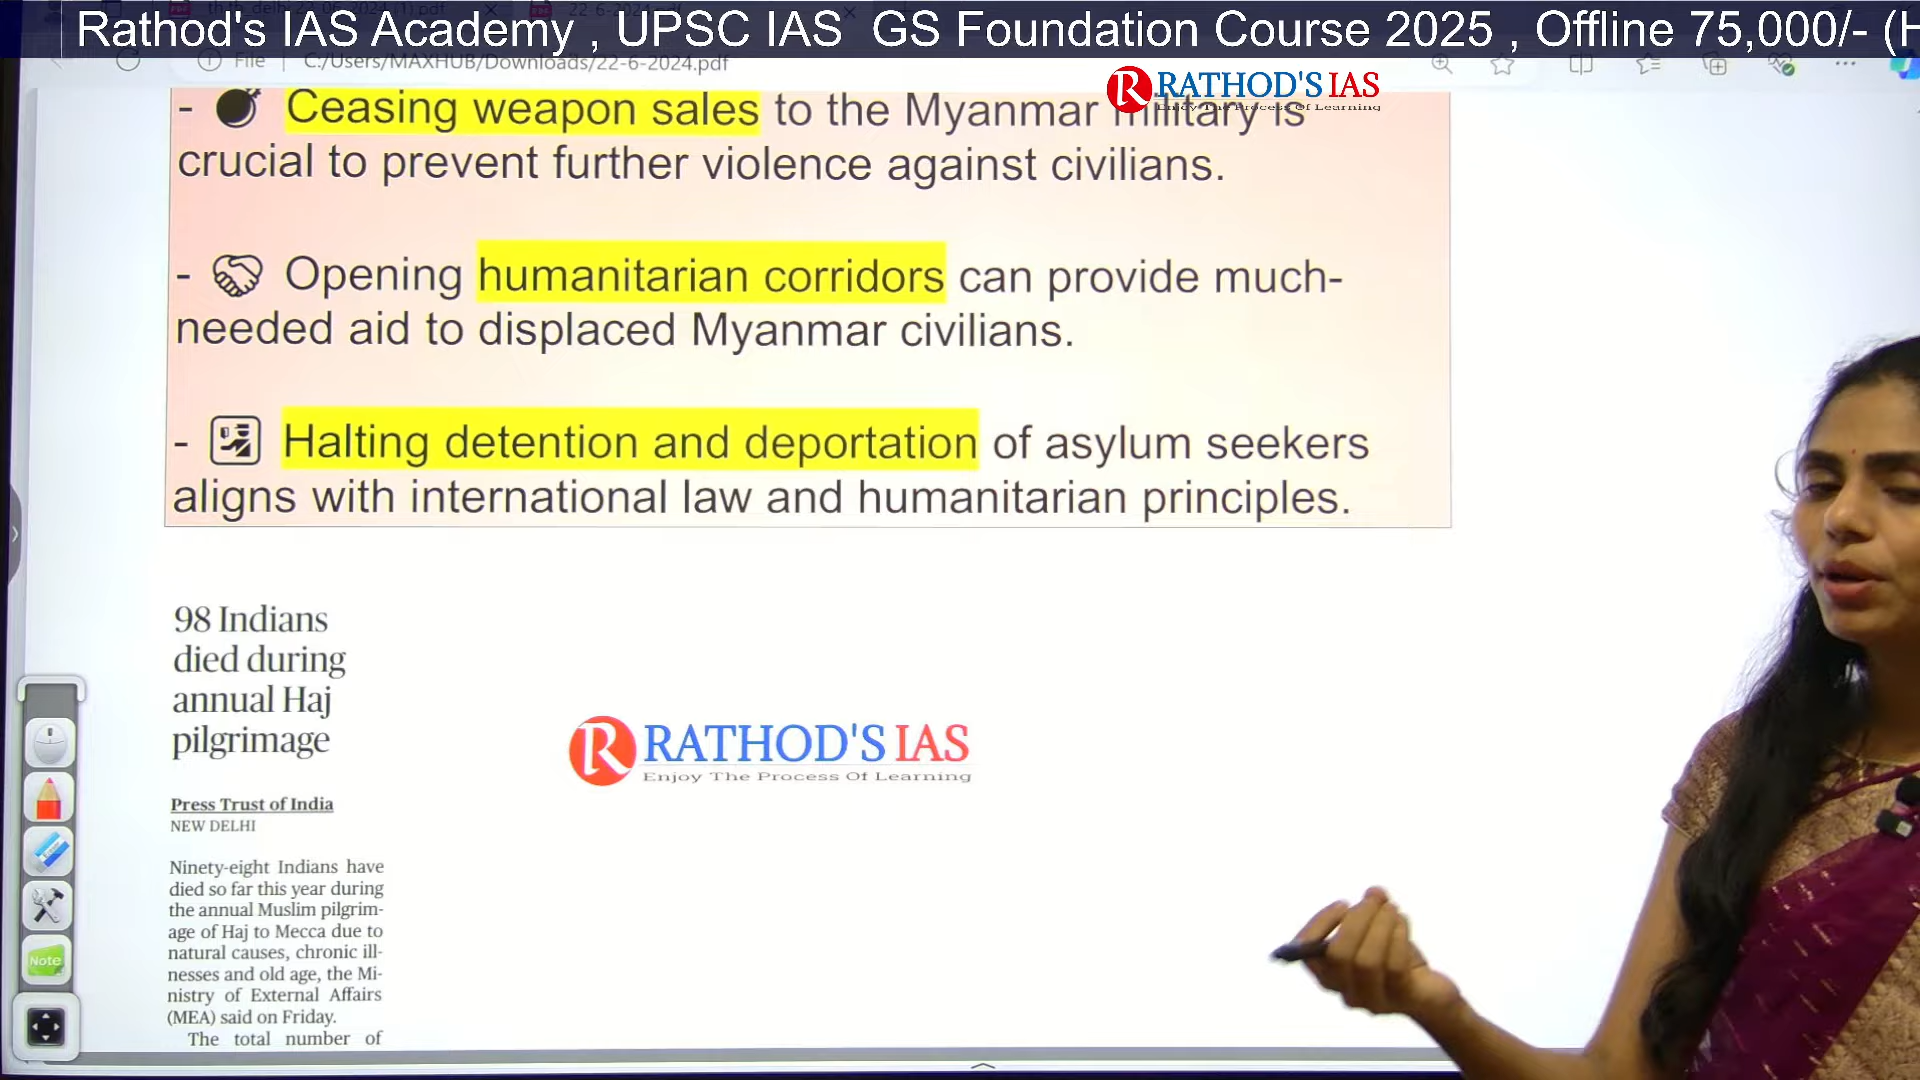 Rathod's IAS Academy , UPSC IAS GS Foundation Course 2025 , Offline 75,000/- (H
File | C:/Users/MAXHUB/Downloads/22-6-2024.pdf
RATHOD'S IAS
Enjoy The Process Of Learning
- Ceasing weapon sales to the Myanmar military is
crucial to prevent further violence against civilians.
- Opening humanitarian corridors can provide much-
needed aid to displaced Myanmar civilians.
- Halting detention and deportation of asylum seekers
aligns with international law and humanitarian principles.
98 Indians
died during
annual Haj
pilgrimage
Press Trust of India
NEW DELHI
Ninety-eight Indians have
died so far this year during
the annual Muslim pilgrim-
age of Haj to Mecca due to
natural causes, chronic ill-
nesses and old age, the Mi-
nistry of External Affairs
(MEA) said on Friday.
The total number of
RATHOD'S IAS
Enjoy The Process Of Learning
Note